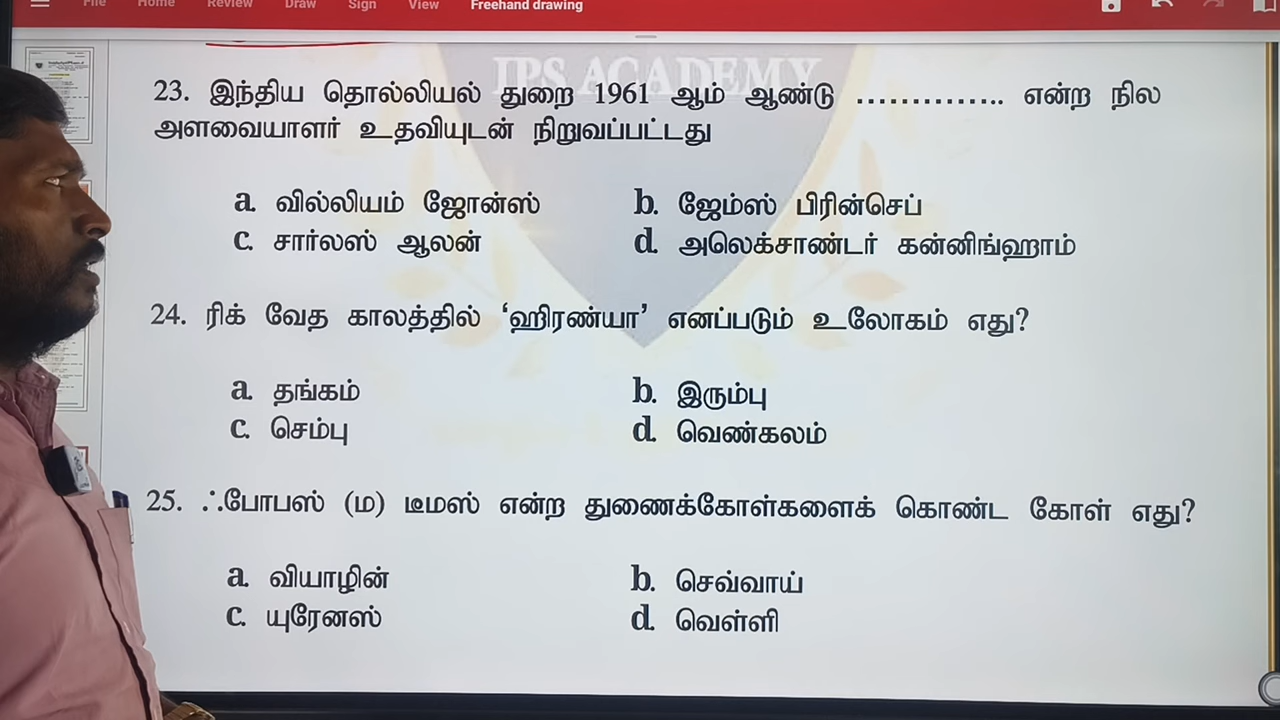 File Home Review Draw Sign View Freehand drawing
PS ACADEMY
23. இந்திய தொல்லியல் துறை 1961 ஆம் ஆண்டு .............. என்ற நில
அளவையாளர் உதவியுடன் நிறுவப்பட்டது
a. வில்லியம் ஜோன்ஸ் b. ஜேம்ஸ் பிரின்செப்
c. சார்லஸ் ஆலன் d. அலெக்சாண்டர் கன்னிங்ஹாம்
24. ரிக் வேத காலத்தில் ‘ஹிரண்யா’ எனப்படும் உலோகம் எது?
a. தங்கம் b. இரும்பு
c. செம்பு d. வெண்கலம்
25. ஃபோபஸ் (ம) டீமஸ் என்ற துணைக்கோள்களைக் கொண்ட கோள் எது?
a. வியாழின் b. செவ்வாய்
c. யுரேனஸ் d. வெள்ளி